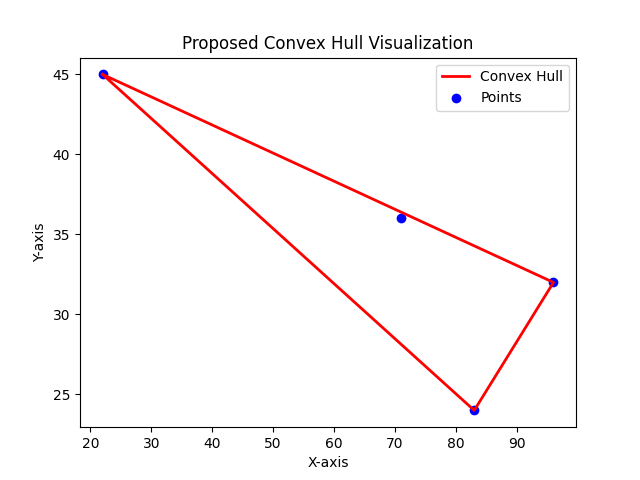 Proposed Convex Hull Visualization
Convex Hull
Points
45
40
35
30
25
Y-axis
20 30 40 50 60 70 80 90
X-axis